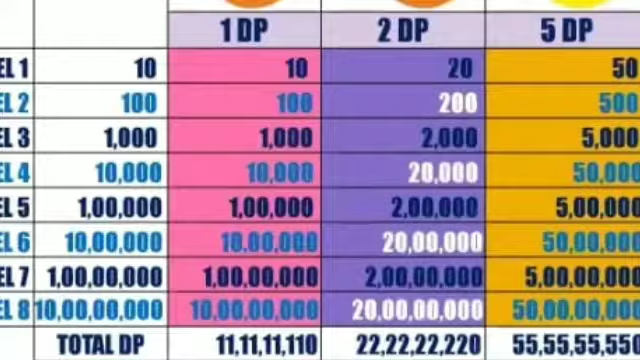 1 DP 2 DP 5 DP
EL 1 10 10 20 50
EL 2 100 100 200 500
EL 3 1,000 1,000 2,000 5,000
EL 4 10,000 10,000 20,000 50,000
EL 5 1,00,000 1,00,000 2,00,000 5,00,000
EL 6 10,00,000 10,00,000 20,00,000 50,00,000
EL 7 1,00,00,000 1,00,00,000 2,00,00,000 5,00,00,000
EL 8 10,00,00,000 10,00,00,000 20,00,00,000 50,00,00,000
TOTAL DP 11,11,11,110 22,22,22,220 55,55,55,550